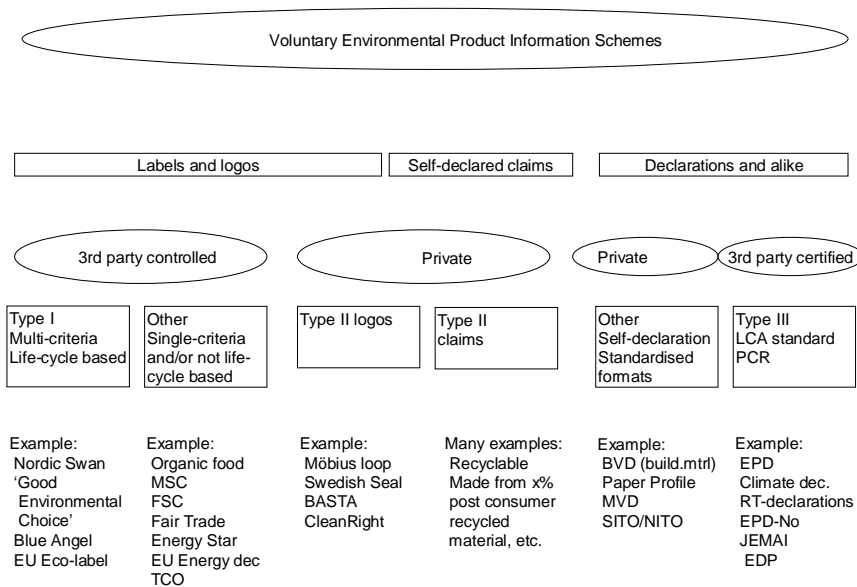 Voluntary Environmental Product Information Schemes
Labels and logos
Self-declared claims
Declarations and alike
3rd party controlled
Private
Private
3rd party certified
Type I
Multi-criteria
Life-cycle based
Other
Single-criteria
and/or not life-
cycle based
Type II logos
Type II
claims
Other
Self-declaration
Standardised
formats
Type III
LCA standard
PCR
Example:
Nordic Swan
‘Good
Environmental
Choice’
Blue Angel
EU Eco-label
Example:
Organic food
MSC
FSC
Fair Trade
Energy Star
EU Energy dec
TCO
Example:
Möbius loop
Swedish Seal
BASTA
CleanRight
Many examples:
Recyclable
Made from x%
post consumer
recycled
material, etc.
Example:
BVD (build.mtrl)
Paper Profile
MVD
SITO/NITO
Example:
EPD
Climate dec.
RT-declarations
EPD-No
JEMAI
EDP